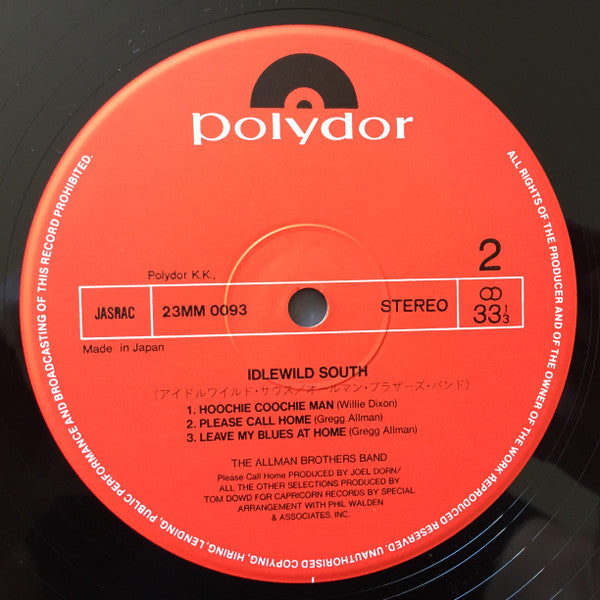 polydor
2
Polydor K.K.,
JASRAC
23MM 0093
STEREO
33 1/3
Made in Japan
IDLEWILD SOUTH
(アイドルワイルド・サウス/オールマン・ブラザーズ・バンド)
1. HOOCHIE COOCHIE MAN (Willie Dixon)
2. PLEASE CALL HOME (Gregg Allman)
3. LEAVE MY BLUES AT HOME (Gregg Allman)
THE ALLMAN BROTHERS BAND
Please Call Home PRODUCED BY JOEL DORN/
ALL THE OTHER SELECTIONS PRODUCED BY
TOM DOWD FOR CAPRICORN RECORDS BY SPECIAL
ARRANGEMENT WITH PHIL WALDEN
& ASSOCIATES, INC.
ALL RIGHTS OF THE PRODUCER AND OF THE OWNER OF THE WORK REPRODUCED RESERVED. UNAUTHORISED COPYING, HIRING, LENDING, PUBLIC PERFORMANCE AND BROADCASTING OF THIS RECORD PROHIBITED.